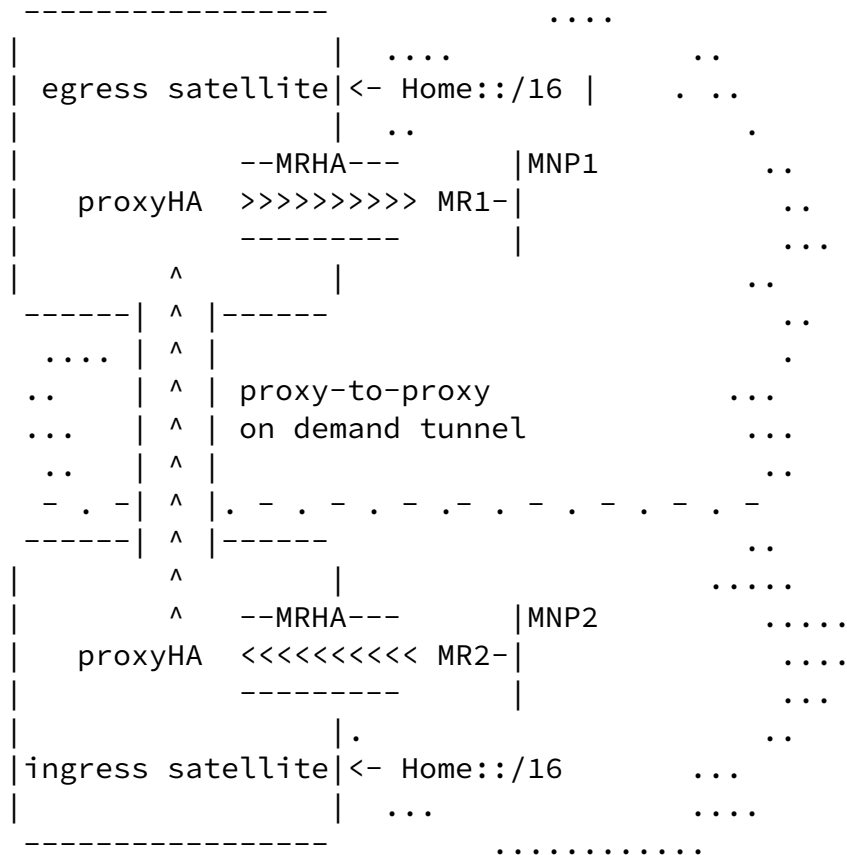 ----------------            ....
|                 |  ....             ..
| egress satellite|<- Home::/16 |    . ..
|                 |  ..                  .
|            --MRHA---      |MNP1         ..
|   proxyHA  >>>>>>>>>> MR1-|              ..
|            ---------      |              ...
|        ^        |                      ..
 ------| ^ |------                         ..
  .... | ^ |                               .
 ..    | ^ | proxy-to-proxy             ...
 ...   | ^ | on demand tunnel            ...
  ..   | ^ |                              ..
  - . -| ^ |. - . - . - .- . - . - . - . -
 ------| ^ |------                       ..
|        ^        |                    .....
|        ^   --MRHA---      |MNP2         .....
|   proxyHA  <<<<<<<<<< MR2-|              ....
|            ---------      |              ...
|                 |.                      ..
|ingress satellite|<- Home::/16       ...
|                 |  ...              ....
 -----------------         ............